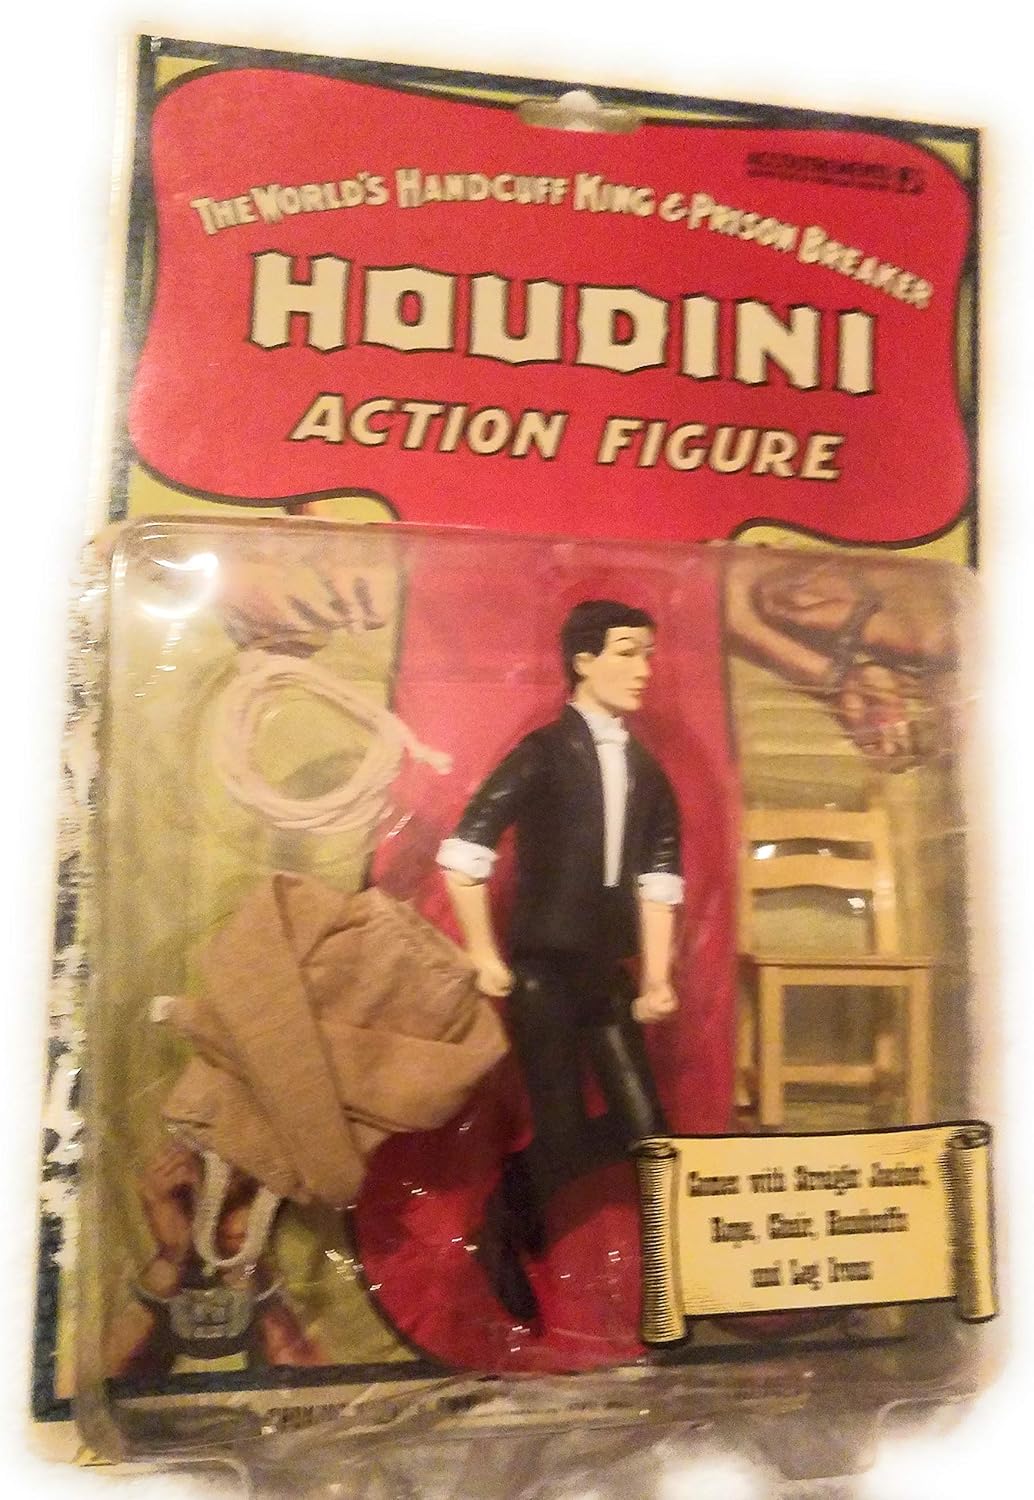 ACCOUTREMENTS
THE WORLD'S HANDCUFF KING & PRISON BREAKER
HOUDINI
ACTION FIGURE
Comes with Straight Jacket,
Rope, Chair, Handcuffs
and Leg Irons